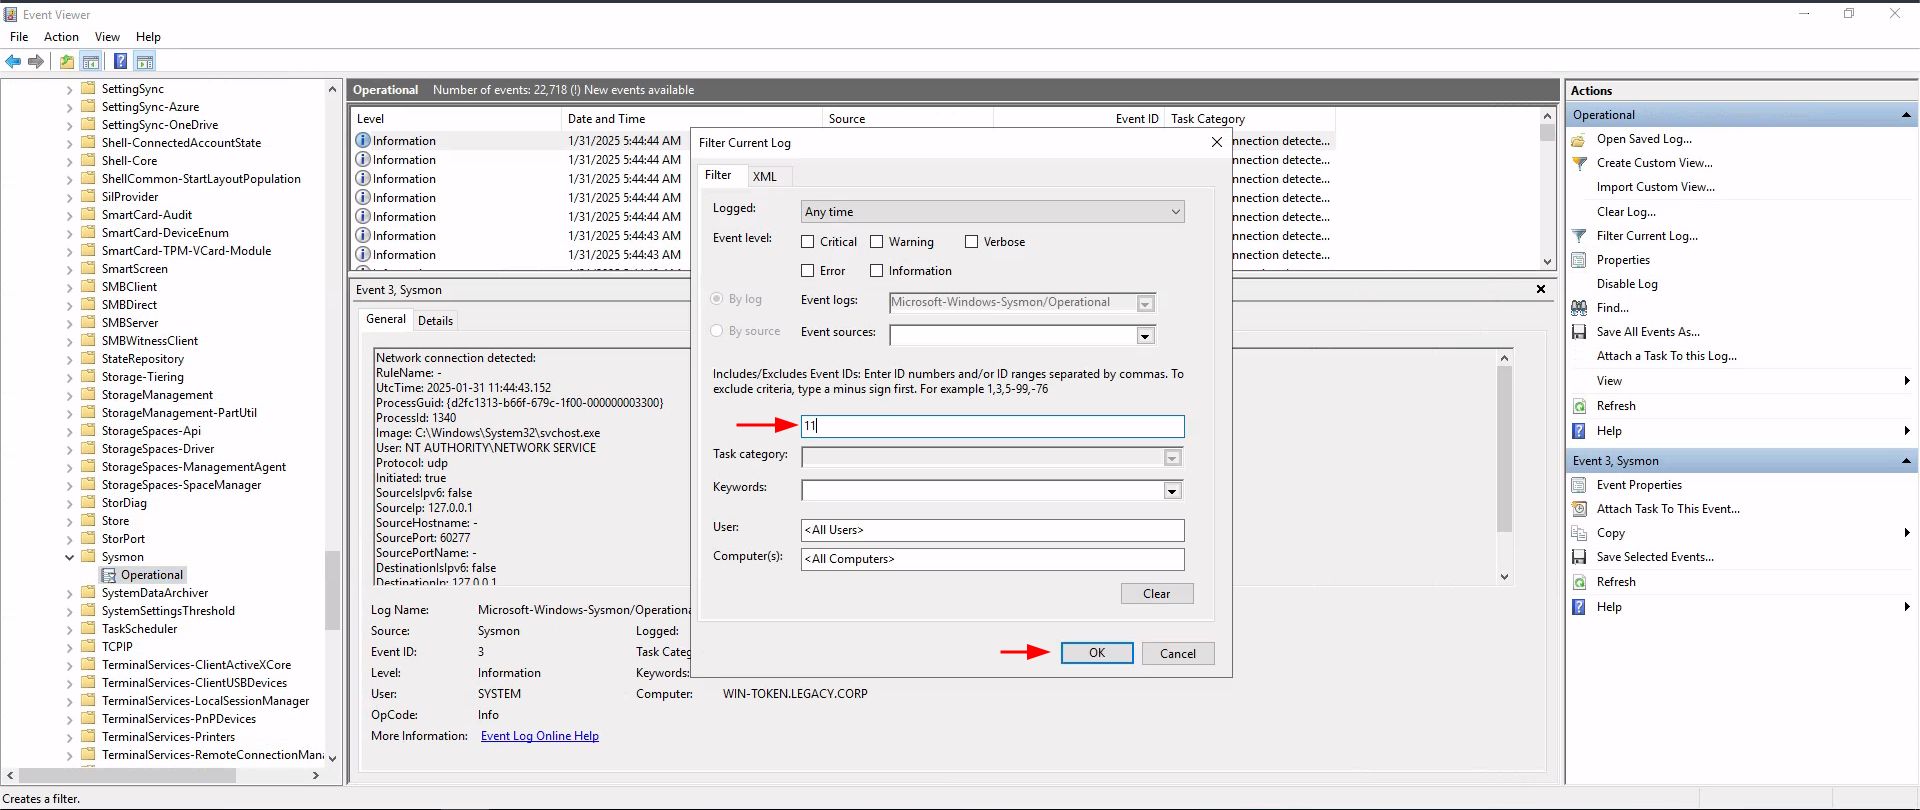 Event Viewer
File Action View Help
SettingSync
SettingSync-Azure
SettingSync-OneDrive
Shell-ConnectedAccountState
Shell-Core
ShellCommon-StartLayoutPopulation
SilProvider
SmartCard-Audit
SmartCard-DeviceEnum
SmartCard-TPM-VCard-Module
SmartScreen
SMBClient
SMBDirect
SMBServer
SMBWitnessClient
StateRepository
Storage-Tiering
StorageManagement
StorageManagement-PartUtil
StorageSpaces-Api
StorageSpaces-Driver
StorageSpaces-ManagementAgent
StorageSpaces-SpaceManager
StorDiag
Store
StorPort
Sysmon
Operational
SystemDataArchiver
SystemSettingsThreshold
TaskScheduler
TCPIP
TerminalServices-ClientActiveXCore
TerminalServices-ClientUSBDevices
TerminalServices-LocalSessionManager
TerminalServices-PnPDevices
TerminalServices-Printers
TerminalServices-RemoteConnectionMana
Operational Number of events: 22,718 (!) New events available
Level Date and Time Source Event ID Task Category
Information 1/31/2025 5:44:44 AM nnection detecte...
Information 1/31/2025 5:44:44 AM nnection detecte...
Information 1/31/2025 5:44:44 AM nnection detecte...
Information 1/31/2025 5:44:44 AM nnection detecte...
Information 1/31/2025 5:44:44 AM nnection detecte...
Information 1/31/2025 5:44:43 AM nnection detecte...
Information 1/31/2025 5:44:43 AM nnection detecte...
Event 3, Sysmon
General Details
Network connection detected:
RuleName: -
UtcTime: 2025-01-31 11:44:43.152
ProcessGuid: {d2fc1313-b66f-679c-1f00-000000003300}
ProcessId: 1340
Image: C:\Windows\System32\svchost.exe
User: NT AUTHORITY\NETWORK SERVICE
Protocol: udp
Initiated: true
SourceIsIpv6: false
SourceIp: 127.0.0.1
SourceHostname: -
SourcePort: 60277
SourcePortName: -
DestinationIsIpv6: false
DestinationIp: 127.0.0.1
Log Name: Microsoft-Windows-Sysmon/Operationa
Source: Sysmon Logged:
Event ID: 3 Task Categ
Level: Information Keywords:
User: SYSTEM Computer: WIN-TOKEN.LEGACY.CORP
OpCode: Info
More Information: Event Log Online Help
Filter Current Log
Filter XML
Logged: Any time
Event level: Critical Warning Verbose
Error Information
By log Event logs: Microsoft-Windows-Sysmon/Operational
By source Event sources:
Includes/Excludes Event IDs: Enter ID numbers and/or ID ranges separated by commas. To
exclude criteria, type a minus sign first. For example 1,3,5-99,-76
11
Task category:
Keywords:
User: <All Users>
Computer(s): <All Computers>
Clear
OK Cancel
Actions
Operational
Open Saved Log...
Create Custom View...
Import Custom View...
Clear Log...
Filter Current Log...
Properties
Disable Log
Find...
Save All Events As...
Attach a Task To this Log...
View
Refresh
Help
Event 3, Sysmon
Event Properties
Attach Task To This Event...
Copy
Save Selected Events...
Refresh
Help
Creates a filter.